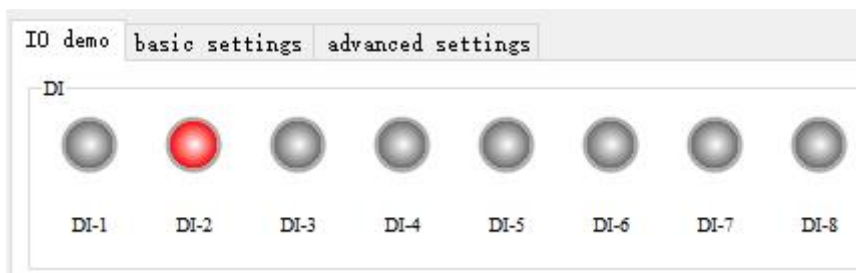 IO demo basic settings advanced settings
DI
DI-1 DI-2 DI-3 DI-4 DI-5 DI-6 DI-7 DI-8